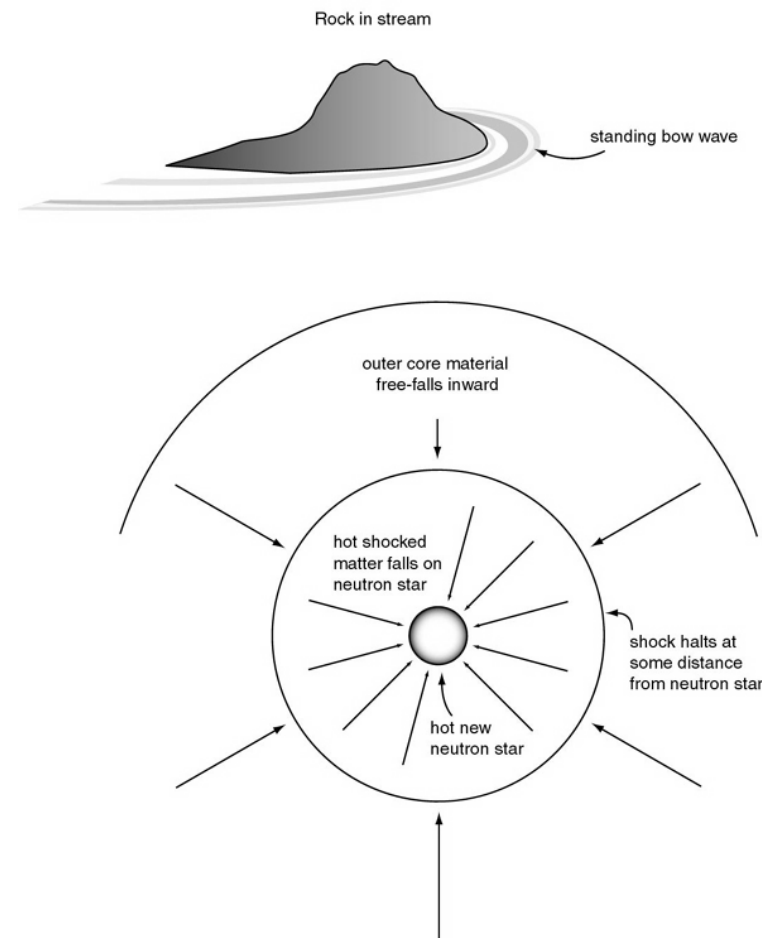 Rock in stream
standing bow wave
outer core material
free-falls inward
hot shocked
matter falls on
neutron star
shock halts at
some distance
from neutron star
hot new
neutron star